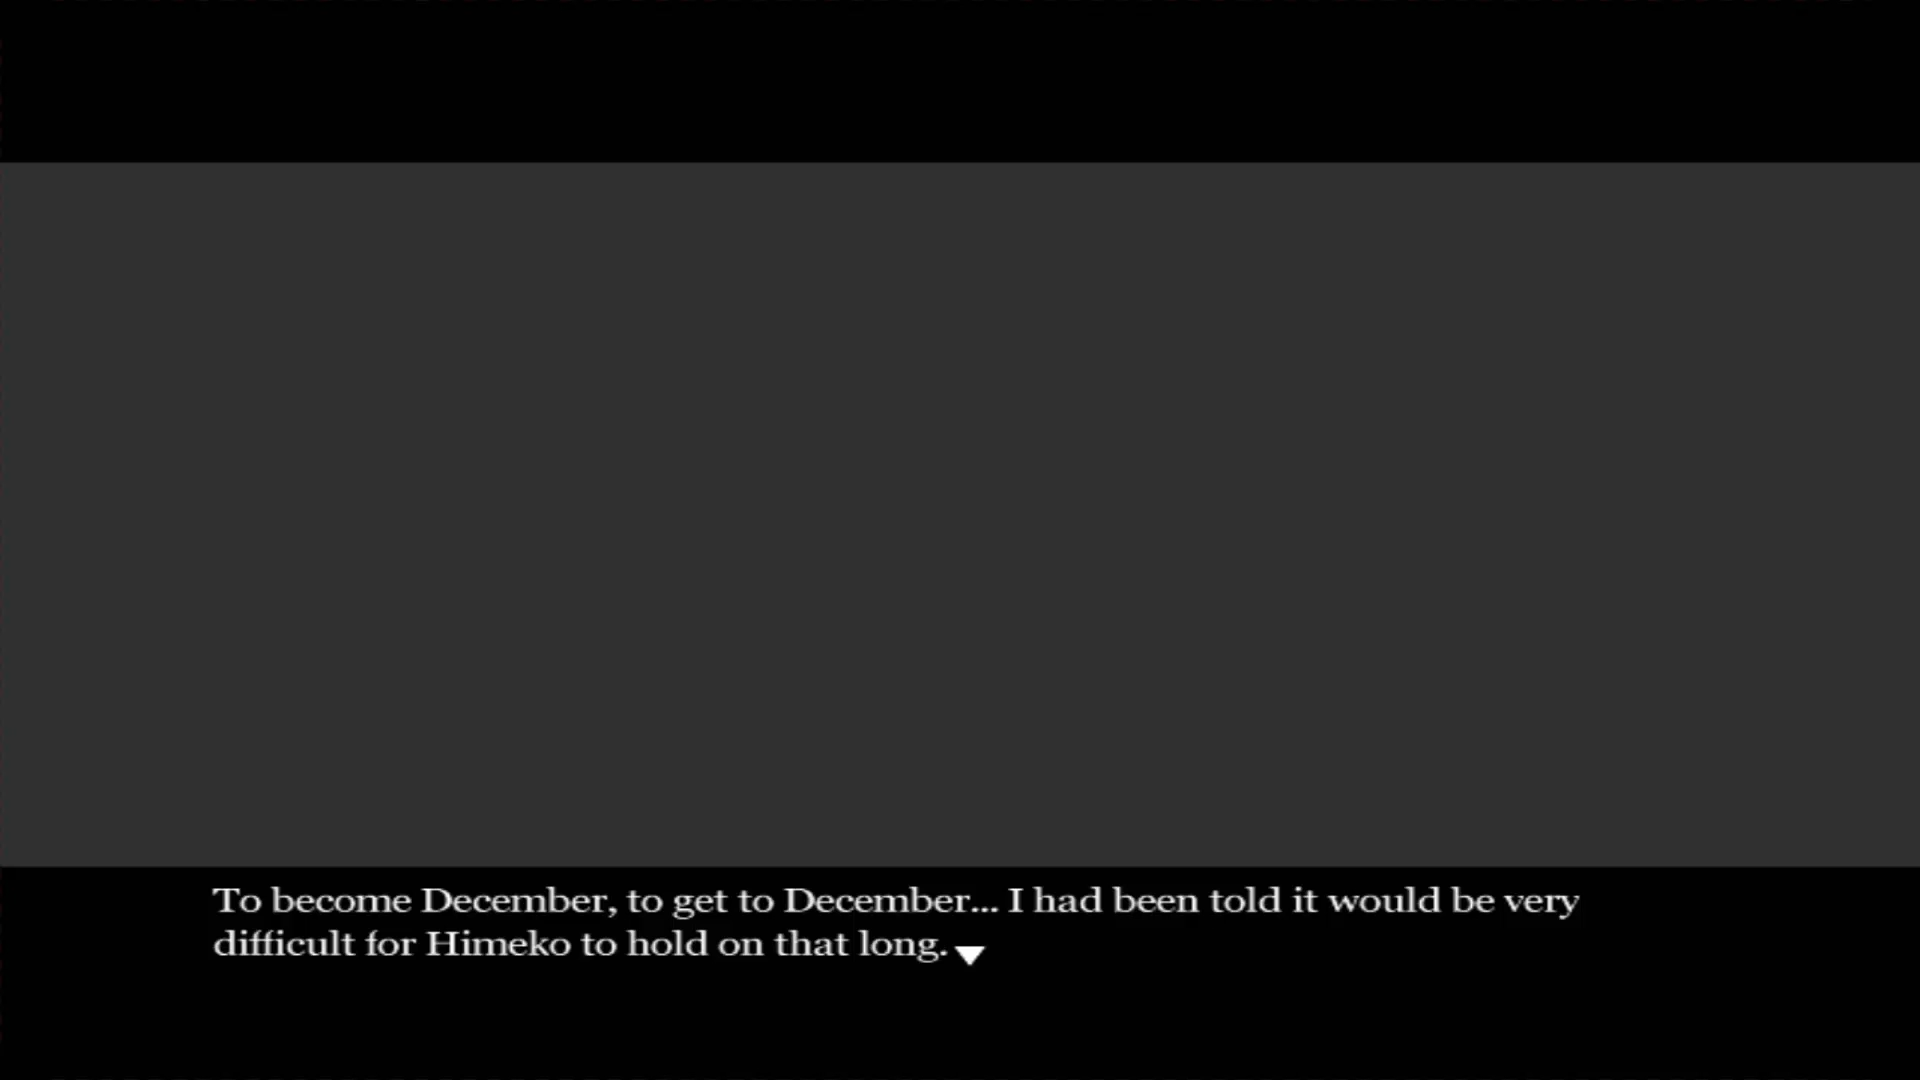 To become December, to get to December... I had been told it would be very
difficult for Himeko to hold on that long.